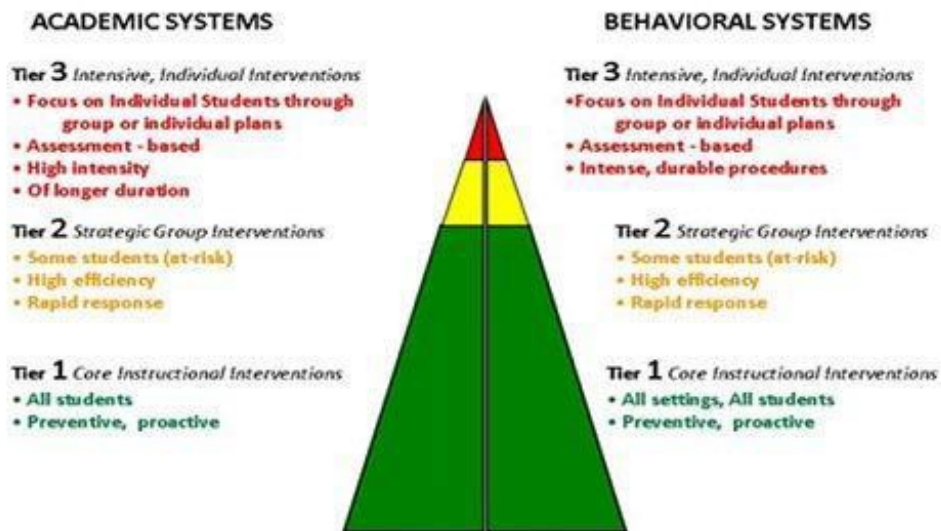 ACADEMIC SYSTEMS
Tier 3 Intensive, Individual Interventions
• Focus on Individual Students through
group or individual plans
• Assessment - based
• High intensity
• Of longer duration
Tier 2 Strategic Group Interventions
• Some students (at-risk)
• High efficiency
• Rapid response
Tier 1 Core Instructional Interventions
• All students
• Preventive, proactive
BEHAVIORAL SYSTEMS
Tier 3 Intensive, Individual Interventions
•Focus on Individual Students through
group or individual plans
• Assessment - based
• Intense, durable procedures
Tier 2 Strategic Group Interventions
• Some students (at-risk)
• High efficiency
• Rapid response
Tier 1 Core Instructional Interventions
• All settings, All students
• Preventive, proactive